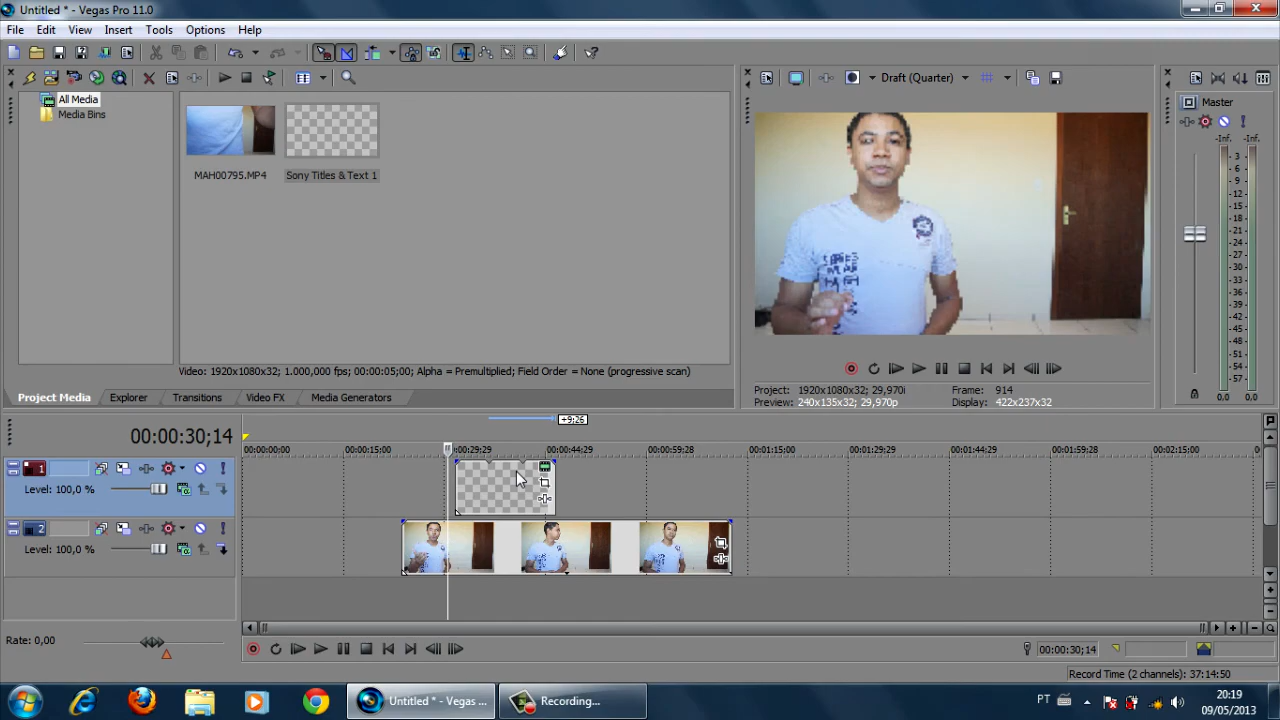 Untitled * - Vegas Pro 11.0
File Edit View Insert Tools Options Help
All Media
Media Bins
MAH00795.MP4
Sony Titles & Text 1
Video: 1920x1080x32; 1.000,000 fps; 00:00:05;00; Alpha = Premultiplied; Field Order = None (progressive scan)
Project Media Explorer Transitions Video FX Media Generators
Draft (Quarter)
Project: 1920x1080x32; 29,970i
Preview: 240x135x32; 29,970p
Frame: 914
Display: 422x237x32
Master
-Inf. -Inf.
3
6
9
12
15
18
21
24
27
30
33
36
39
42
45
48
51
54
57
0.0 0.0
+9;26
00:00:30;14
00:00:00;00 00:00:15;00 00:00:29;29 00:00:44;29 00:00:59;28 00:01:15;00 00:01:29;29 00:01:44;29 00:01:59;28 00:02:15;00
1
Level: 100,0 %
2
Level: 100,0 %
Rate: 0,00
00:00:30;14
Record Time (2 channels): 37:14:50
Untitled * - Vegas ...
Recording...
PT
20:19
09/05/2013